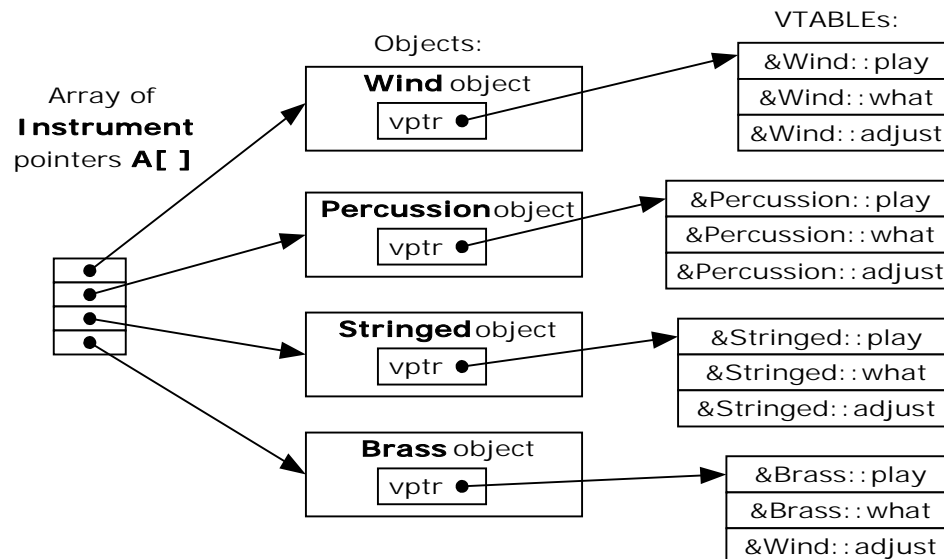 Array of
Instrument
pointers A[ ]
Objects:
Wind object
vptr
Percussion object
vptr
Stringed object
vptr
Brass object
vptr
VTABLEs:
&Wind::play
&Wind::what
&Wind::adjust
&Percussion::play
&Percussion::what
&Percussion::adjust
&Stringed::play
&Stringed::what
&Stringed::adjust
&Brass::play
&Brass::what
&Wind::adjust